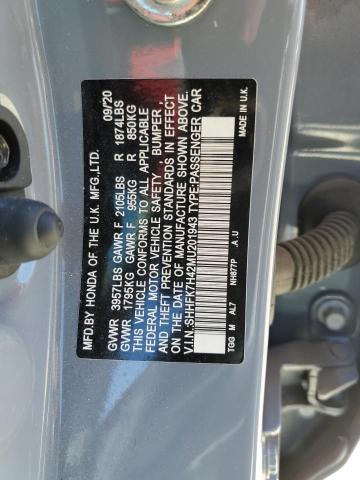 MFD.BY HONDA OF THE U.K. MFG.,LTD. 09/20
GVWR 3957LBS GAWR F 2105LBS R 1874LBS
GVWR 1795KG GAWR F 955KG R 850KG
THIS VEHICLE CONFORMS TO ALL APPLICABLE
FEDERAL MOTOR VEHICLE SAFETY , BUMPER,
AND THEFT PREVENTION STANDARDS IN EFFECT
ON THE DATE OF MANUFACTURE SHOWN ABOVE.
V.I.N.:SHHFK7H42MU201943 TYPE:PASSENGER CAR
TGG M AL7 NH877P .A.U MADE IN U.K.